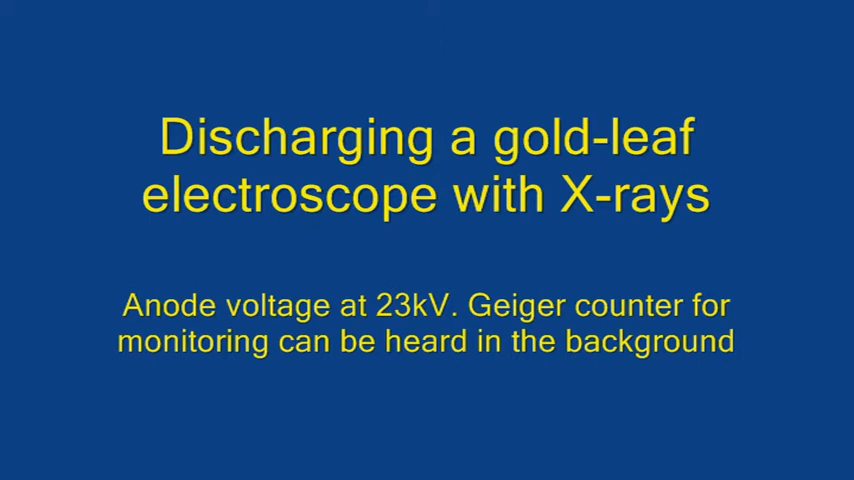 Discharging a gold-leaf
electroscope with X-rays
Anode voltage at 23kV. Geiger counter for
monitoring can be heard in the background